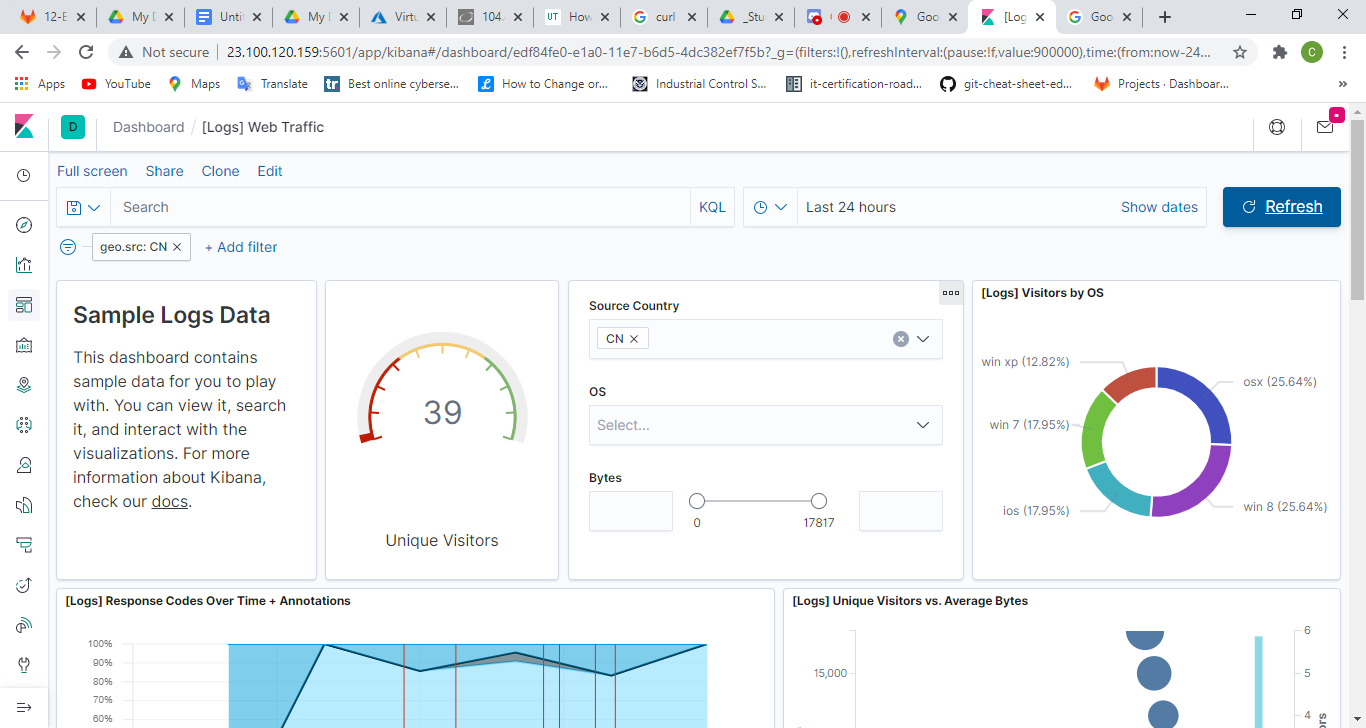 12-E
My D
Unti
My D
Virtu
104.
UT How
curl
_Stu
Goo
[Log
Goo
Not secure 23.100.120.159:5601/app/kibana#/dashboard/edf84fe0-e1a0-11e7-b6d5-4dc382ef7f5b?_g=(filters:!(),refreshInterval:(pause:!f,value:900000),time:(from:now-24...
C
Apps YouTube Maps Translate tr Best online cyberse... How to Change or... Industrial Control S... it-certification-road... git-cheat-sheet-ed... Projects · Dashboar... »
D Dashboard / [Logs] Web Traffic
Full screen Share Clone Edit
Search KQL Last 24 hours Show dates Refresh
geo.src: CN + Add filter
Sample Logs Data
This dashboard contains
sample data for you to play
with. You can view it, search
it, and interact with the
visualizations. For more
information about Kibana,
check our docs.
39
Unique Visitors
Source Country
CN
OS
Select...
Bytes
0 17817
[Logs] Visitors by OS
win xp (12.82%)
osx (25.64%)
win 7 (17.95%)
ios (17.95%)
win 8 (25.64%)
[Logs] Response Codes Over Time + Annotations
100%
90%
80%
70%
60%
[Logs] Unique Visitors vs. Average Bytes
15,000
6
5
4